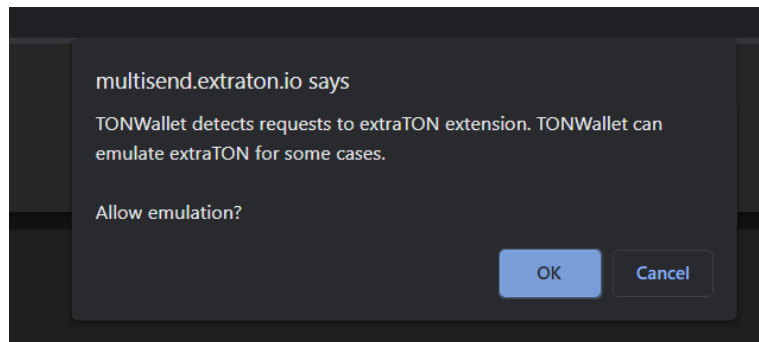 multisend.extraton.io says
TONWallet detects requests to extraTON extension. TONWallet can
emulate extraTON for some cases.
Allow emulation?
OK
Cancel